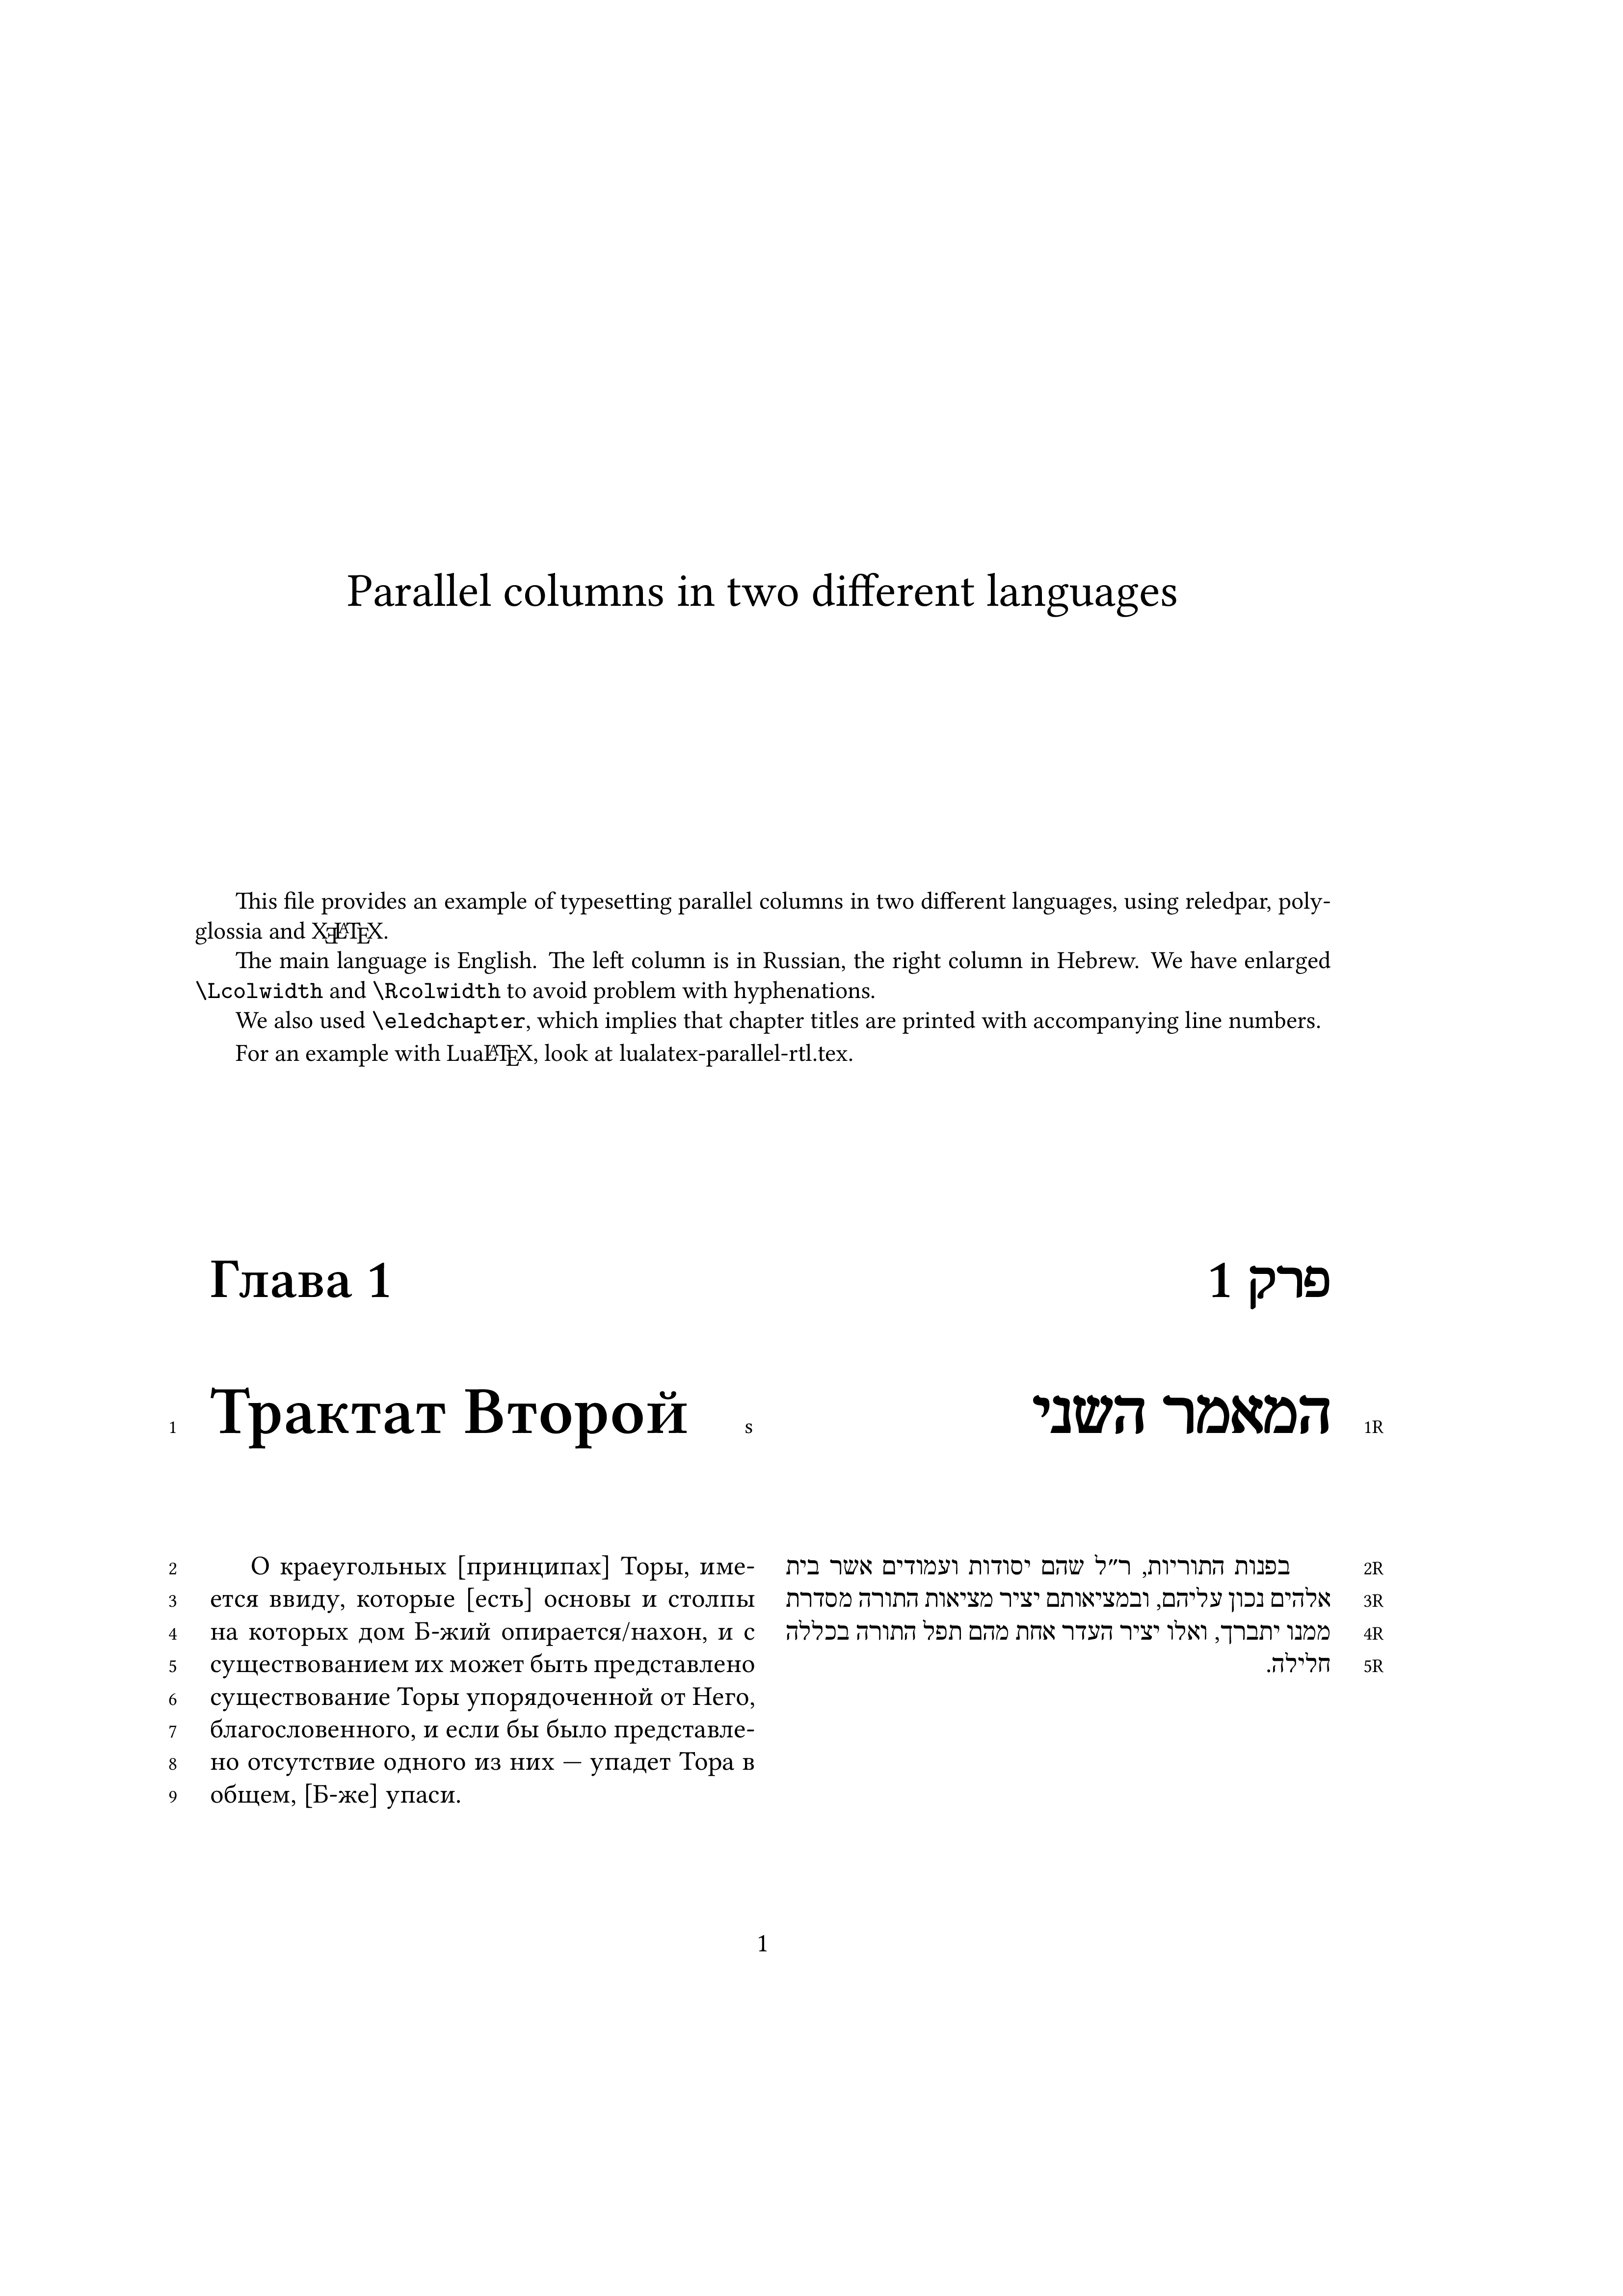 Parallel columns in two different languages
This file provides an example of typesetting parallel columns in two different languages, using reledpar, poly-
glossia and XƎLATEX.
The main language is English. The left column is in Russian, the right column in Hebrew. We have enlarged
\Lcolwidth and \Rcolwidth to avoid problem with hyphenations.
We also used \eledchapter, which implies that chapter titles are printed with accompanying line numbers.
For an example with LuaLATEX, look at lualatex-parallel-rtl.tex.
Глава 1
1 Трактат Второй s
2 О краеугольных [принципах] Торы, име-
3 ется ввиду, которые [есть] основы и столпы
4 на которых дом Б-жий опирается/нахон, и с
5 существованием их может быть представлено
6 существование Торы упорядоченной от Него,
7 благословенного, и если бы было представле-
8 но отсутствие одного из них — упадет Тора в
9 общем, [Б-же] упаси.
פרק 1
המאמר השני 1R
בפנות התוריות, ר״ל שהם יסודות ועמודים אשר בית 2R
אלהים נכון עליהם, ובמציאותם יציר מציאות התורה מסדרת 3R
ממנו יתברך, ואלו יציר העדר אחת מהם תפל התורה בכללה 4R
חלילה. 5R
1